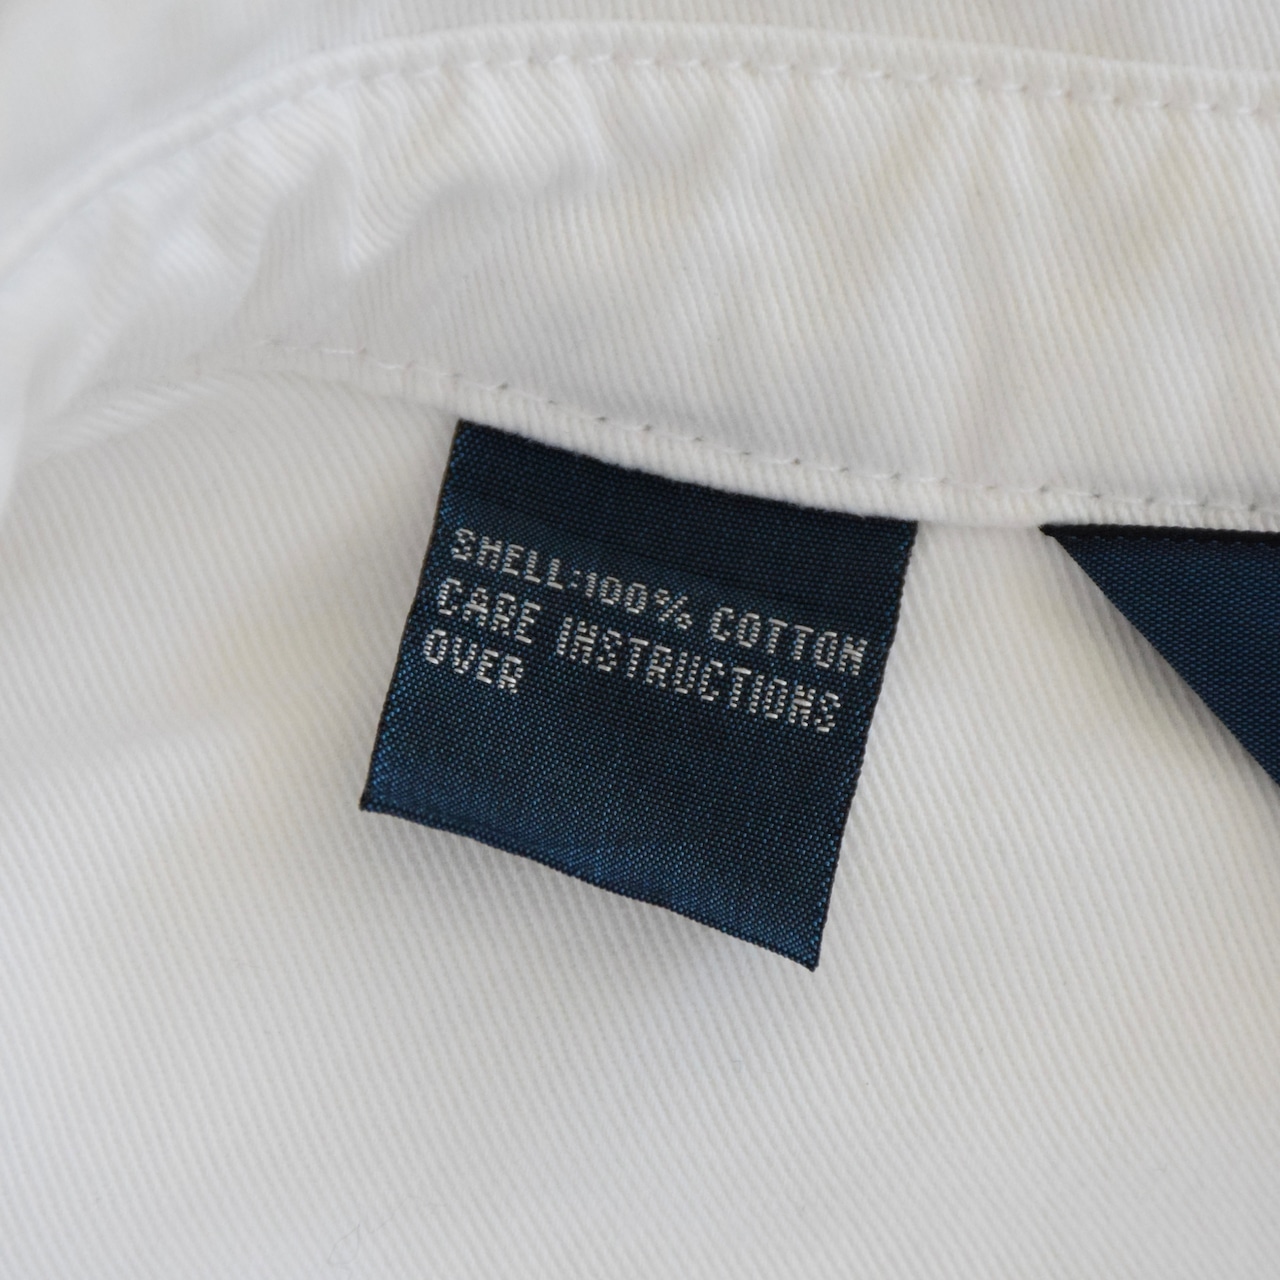 SHELL:100% COTTON
CARE INSTRUCTIONS
OVER